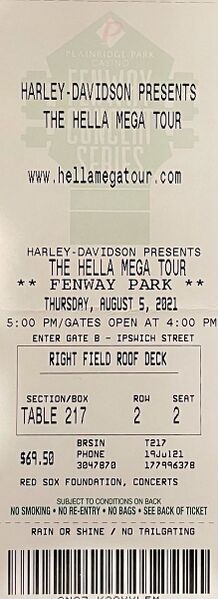 PLAINRIDGE PARK
CASINO
FENWAY
CONCERT
SERIES
HARLEY-DAVIDSON PRESENTS
THE HELLA MEGA TOUR
www.hellamegatour.com
HARLEY-DAVIDSON PRESENTS
THE HELLA MEGA TOUR
** FENWAY PARK **
THURSDAY, AUGUST 5, 2021
5:00 PM/GATES OPEN AT 4:00 PM
ENTER GATE B - IPSWICH STREET
RIGHT FIELD ROOF DECK
SECTION/BOX ROW SEAT
TABLE 217 2 2
BRSIN T217
$69.50 PHONE 19JUL21
3047870 177996378
RED SOX FOUNDATION, CONCERTS
SUBJECT TO CONDITIONS ON BACK
NO SMOKING • NO RE-ENTRY • NO BAGS • SEE BACK OF TICKET
RAIN OR SHINE / NO TAILGATING